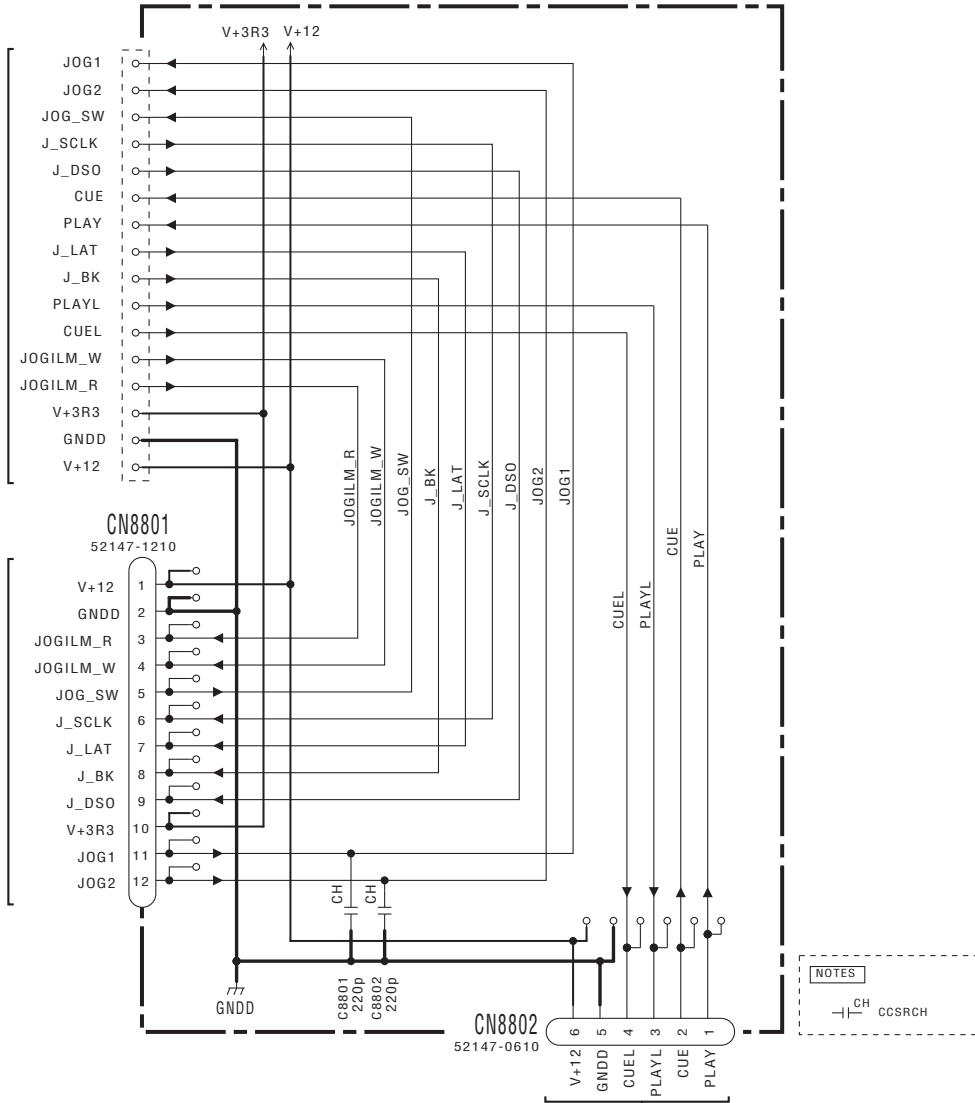 V+3R3 V+12
JOG1
JOG2
JOG_SW
J_SCLK
J_DSO
CUE
PLAY
J_LAT
J_BK
PLAYL
CUEL
JOGILM_W
JOGILM_R
V+3R3
GNDD
V+12
JOGILM_R
JOGILM_W
JOG_SW
J_BK
J_LAT
J_SCLK
J_DSO
JOG2
JOG1
CUEL
PLAYL
CUE
PLAY
CN8801
52147-1210
V+12 1
GNDD 2
JOGILM_R 3
JOGILM_W 4
JOG_SW 5
J_SCLK 6
J_LAT 7
J_BK 8
J_DSO 9
V+3R3 10
JOG1 11
JOG2 12
CH
CH
C8801
220p
C8802
220p
GNDD
CN8802
52147-0610
6 5 4 3 2 1
V+12
GNDD
CUEL
PLAYL
CUE
PLAY
NOTES
CH
CCSRCH